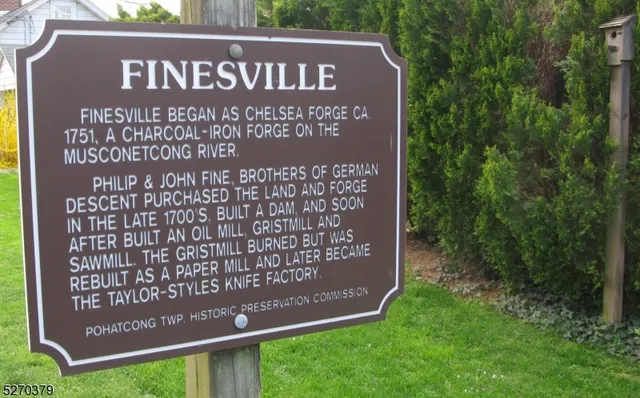 FINESVILLE
FINESVILLE BEGAN AS CHELSEA FORGE CA.
1751, A CHARCOAL-IRON FORGE ON THE
MUSCONETCONG RIVER.
PHILIP & JOHN FINE, BROTHERS OF GERMAN
DESCENT PURCHASED THE LAND AND FORGE
IN THE LATE 1700'S, BUILT A DAM, AND SOON
AFTER BUILT AN OIL MILL, GRISTMILL AND
SAWMILL. THE GRISTMILL BURNED BUT WAS
REBUILT AS A PAPER MILL AND LATER BECAME
THE TAYLOR-STYLES KNIFE FACTORY.
POHATCONG TWP. HISTORIC PRESERVATION COMMISSION
5270379